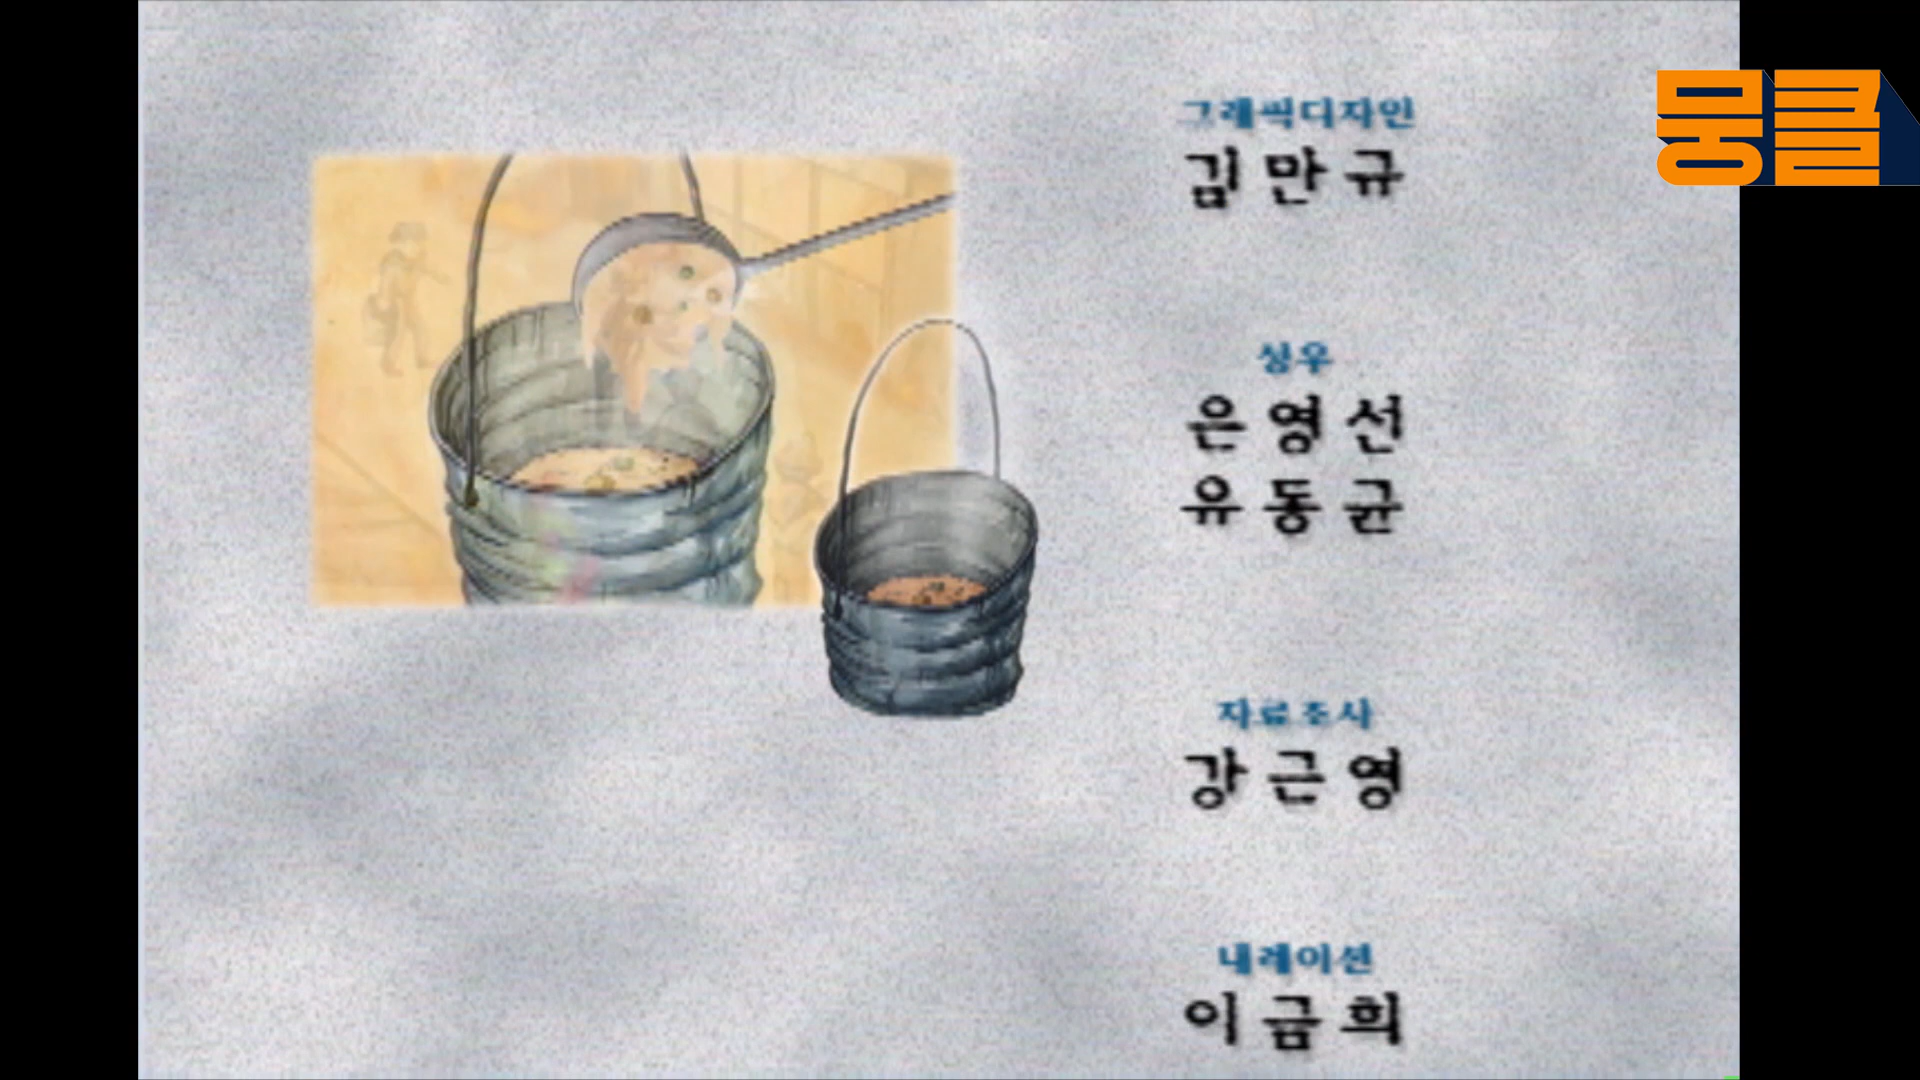 뭉클
그래픽디자인
김만규
성우
은영선
유동균
자료조사
강근영
내레이션
이금희